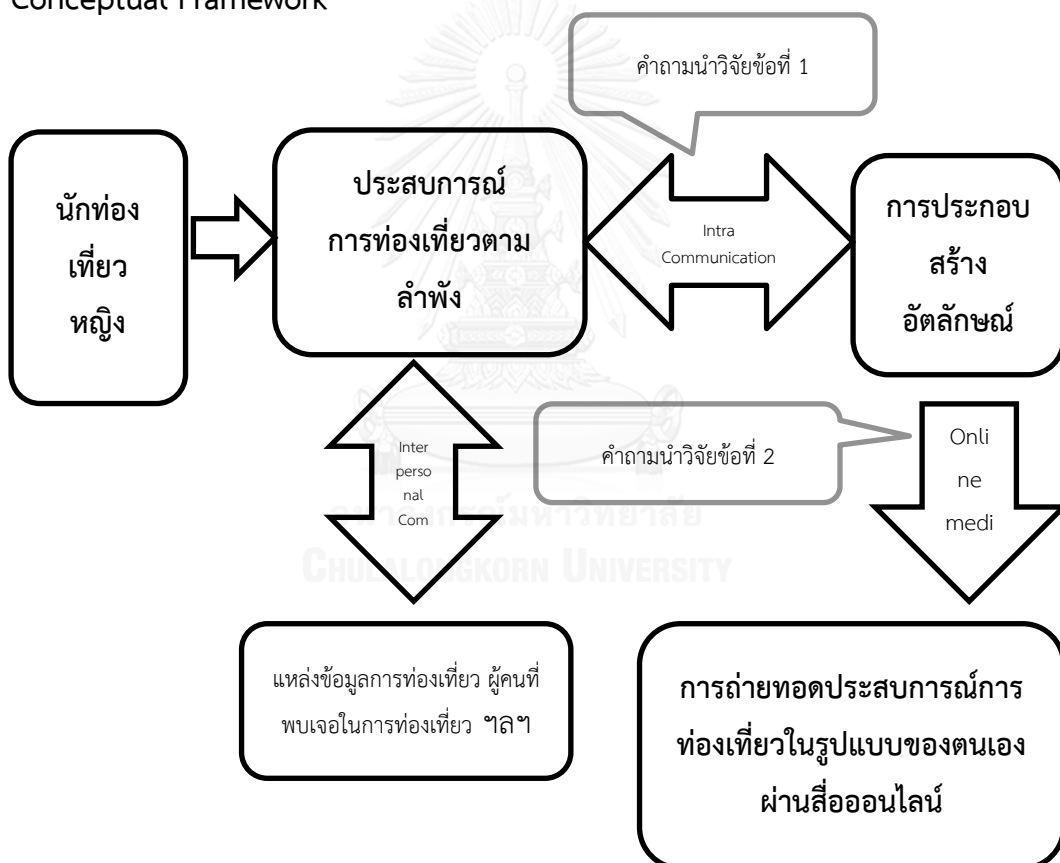 Conceptual Framework
คำถามนำวิจัยข้อที่ 1
นักท่อง
เที่ยว
หญิง
ประสบการณ์
การท่องเที่ยวตาม
ลำพัง
Intra
Communication
การประกอบ
สร้าง
อัตลักษณ์
Inter
perso
nal
Com
คำถามนำวิจัยข้อที่ 2
Onli
ne
medi
จุฬาลงกรณ์มหาวิทยาลัย
CHULALONGKORN UNIVERSITY
แหล่งข้อมูลการท่องเที่ยว ผู้คนที่
พบเจอในการท่องเที่ยว ฯลฯ
การถ่ายทอดประสบการณ์การ
ท่องเที่ยวในรูปแบบของตนเอง
ผ่านสื่อออนไลน์